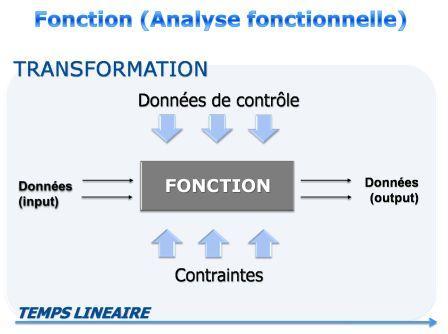 Fonction (Analyse fonctionnelle)
TRANSFORMATION
Données de contrôle
Données
(input)
FONCTION
Données
(output)
Contraintes
TEMPS LINEAIRE